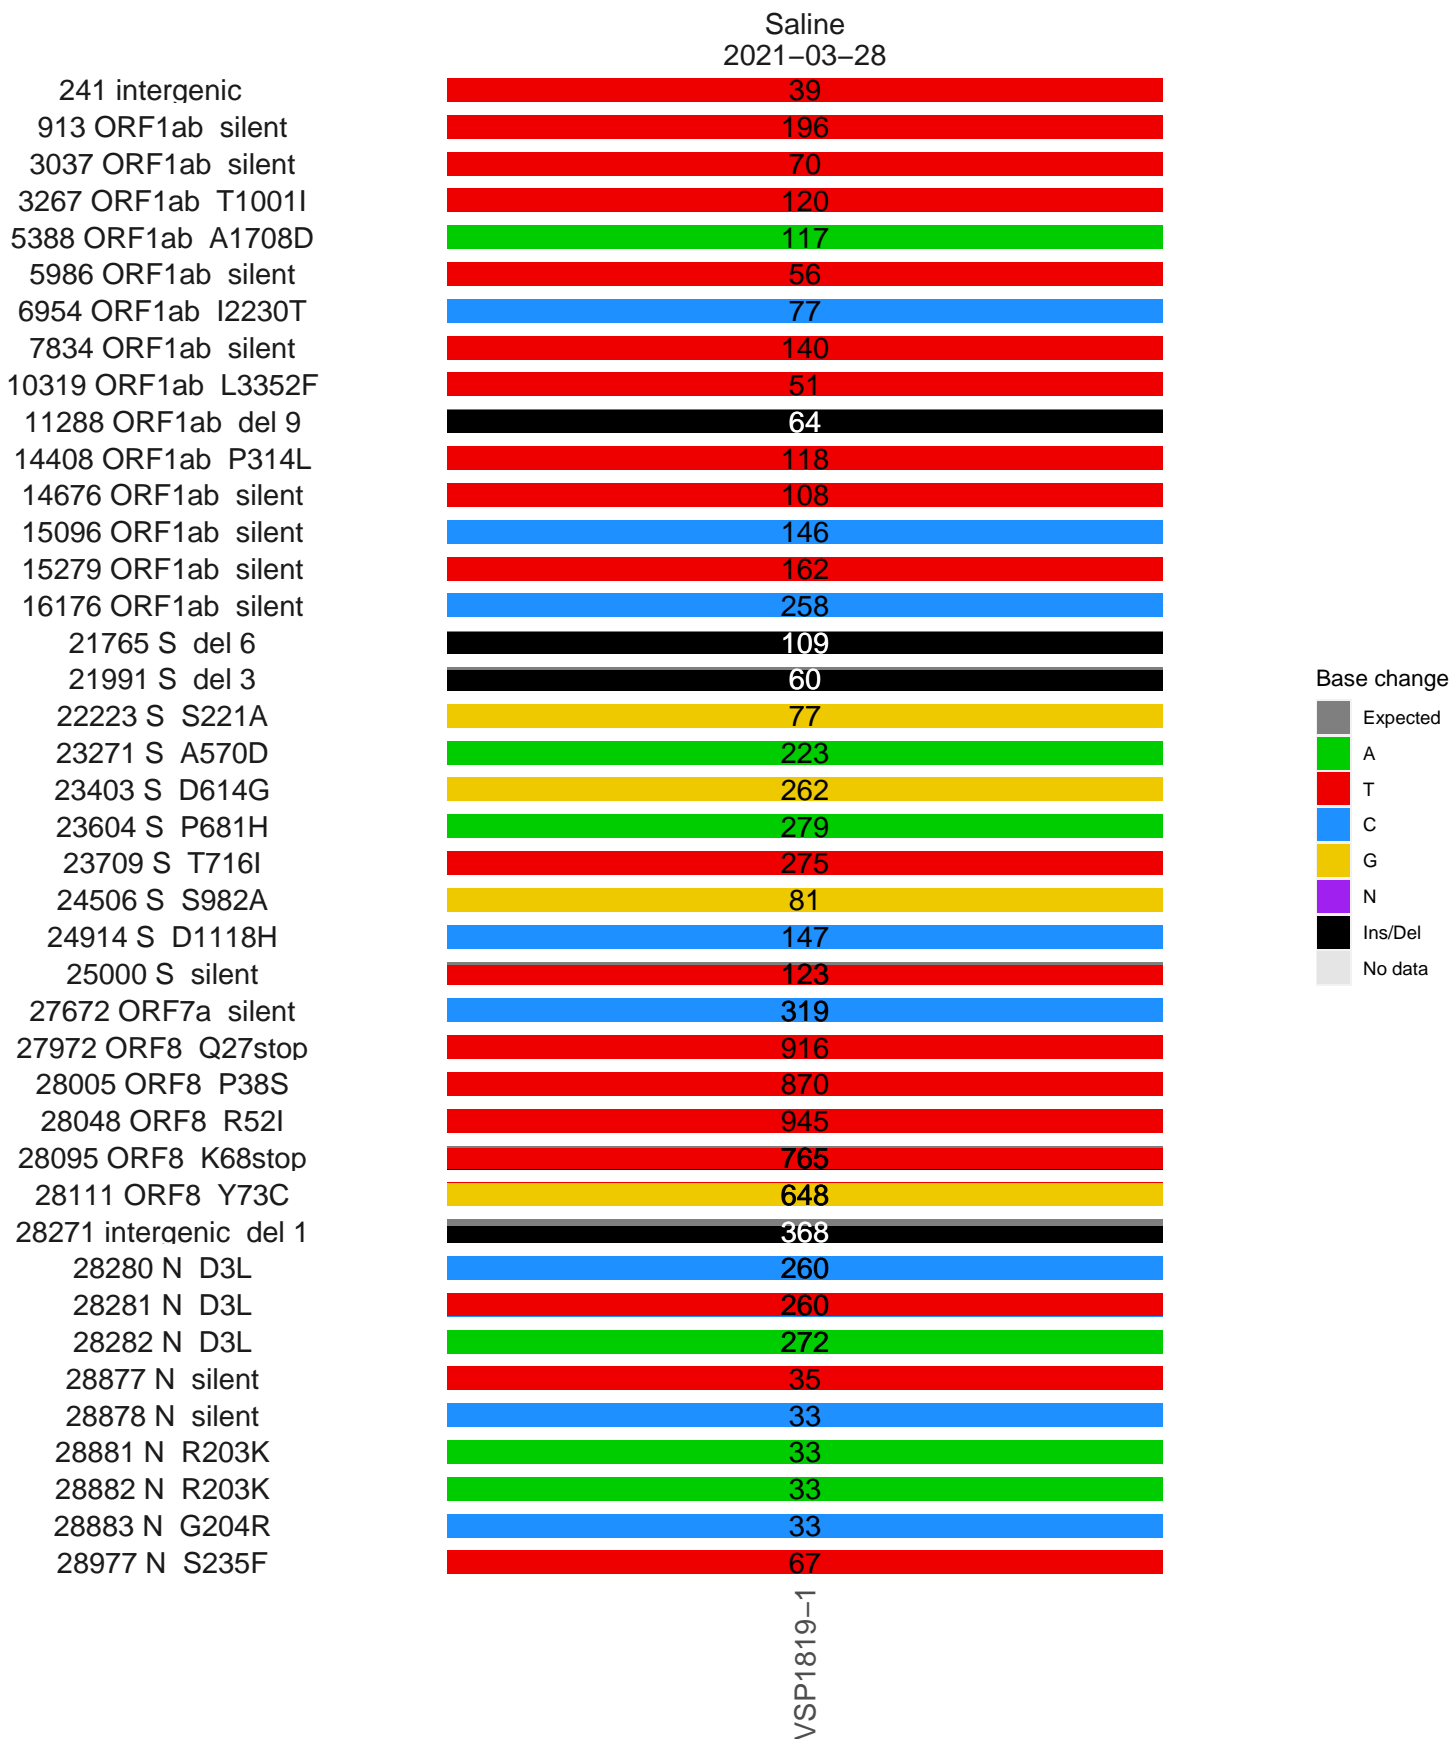 Saline
2021−03−28
241 intergenic 39
913 ORF1ab silent 196
3037 ORF1ab silent 70
3267 ORF1ab T1001I 120
5388 ORF1ab A1708D 117
5986 ORF1ab silent 56
6954 ORF1ab I2230T 77
7834 ORF1ab silent 140
10319 ORF1ab L3352F 51
11288 ORF1ab del 9 64
14408 ORF1ab P314L 118
14676 ORF1ab silent 108
15096 ORF1ab silent 146
15279 ORF1ab silent 162
16176 ORF1ab silent 258
21765 S del 6 109
21991 S del 3 60
22223 S S221A 77
23271 S A570D 223
23403 S D614G 262
23604 S P681H 279
23709 S T716I 275
24506 S S982A 81
24914 S D1118H 147
25000 S silent 123
27672 ORF7a silent 319
27972 ORF8 Q27stop 916
28005 ORF8 P38S 870
28048 ORF8 R52I 945
28095 ORF8 K68stop 765
28111 ORF8 Y73C 648
28271 intergenic del 1 368
28280 N D3L 260
28281 N D3L 260
28282 N D3L 272
28877 N silent 35
28878 N silent 33
28881 N R203K 33
28882 N R203K 33
28883 N G204R 33
28977 N S235F 67
VSP1819−1
Base change
Expected
A
T
C
G
N
Ins/Del
No data